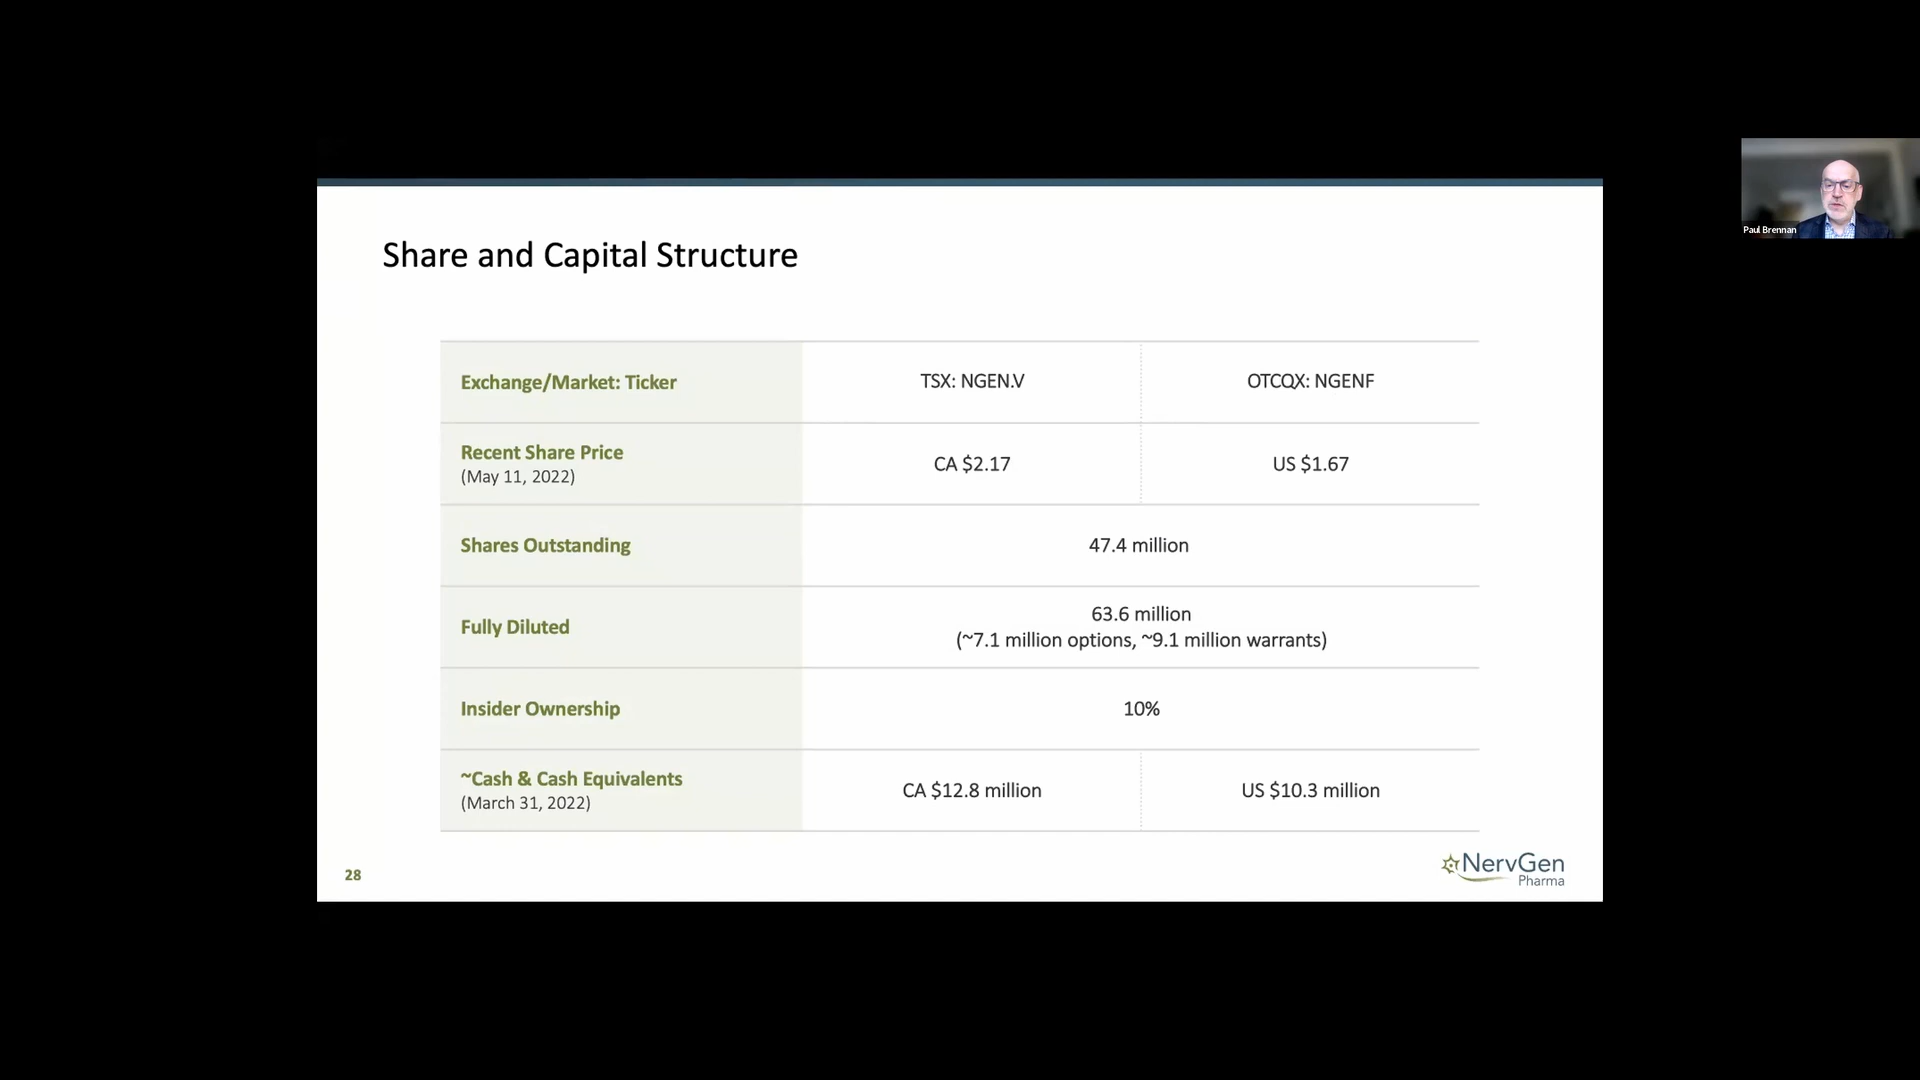 Share and Capital Structure
Exchange/Market: Ticker
TSX: NGEN.V
OTCQX: NGENF
Recent Share Price
(May 11, 2022)
CA $2.17
US $1.67
Shares Outstanding
47.4 million
Fully Diluted
63.6 million
(~7.1 million options, ~9.1 million warrants)
Insider Ownership
10%
~Cash & Cash Equivalents
(March 31, 2022)
CA $12.8 million
US $10.3 million
28
NervGen
Pharma
Paul Brennan